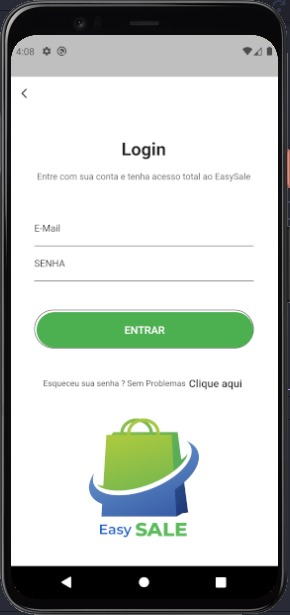 4:08
Login
Entre com sua conta e tenha acesso total ao EasySale
E-Mail
SENHA
ENTRAR
Esqueceu sua senha ? Sem Problemas Clique aqui
Easy SALE